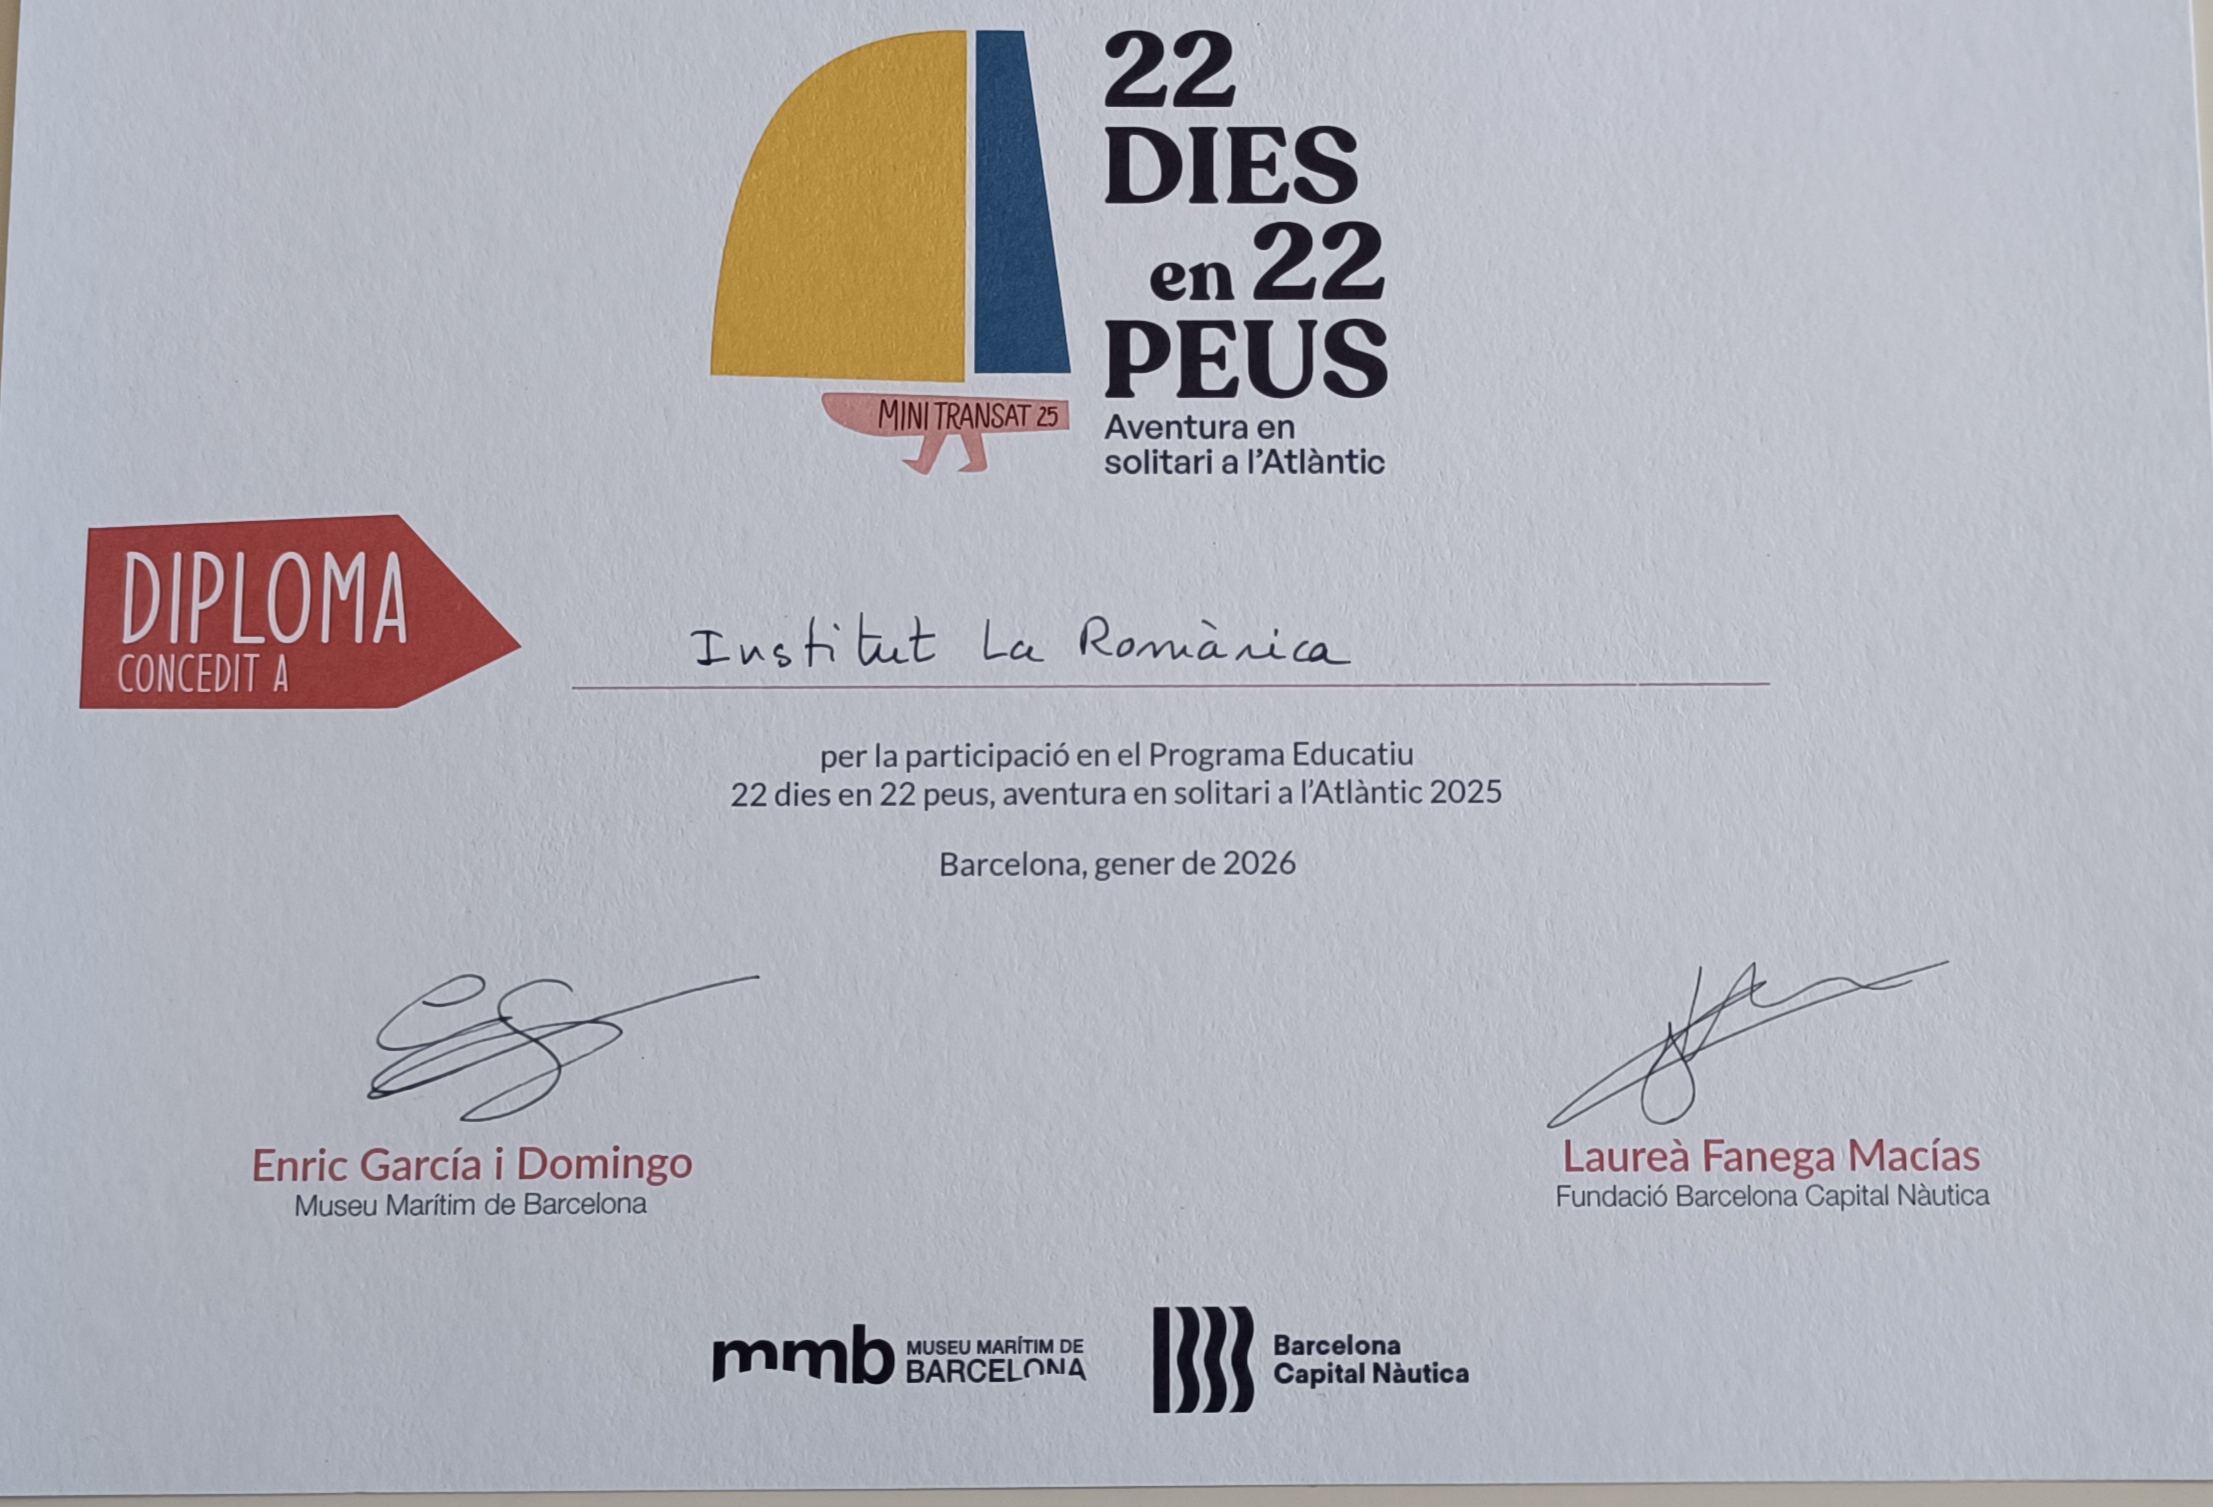 22
DIES
en 22
PEUS
Aventura en
solitari a l'Atlàntic
MINI TRANSAT 25
DIPLOMA
CONCEDIT A
Institut La Romànica
per la participació en el Programa Educatiu
22 dies en 22 peus, aventura en solitari a l'Atlàntic 2025
Barcelona, gener de 2026
Enric García i Domingo
Museu Marítim de Barcelona
Laureà Fanega Macías
Fundació Barcelona Capital Nàutica
mmb MUSEU MARÍTIM DE
BARCELONA
Barcelona
Capital Nàutica